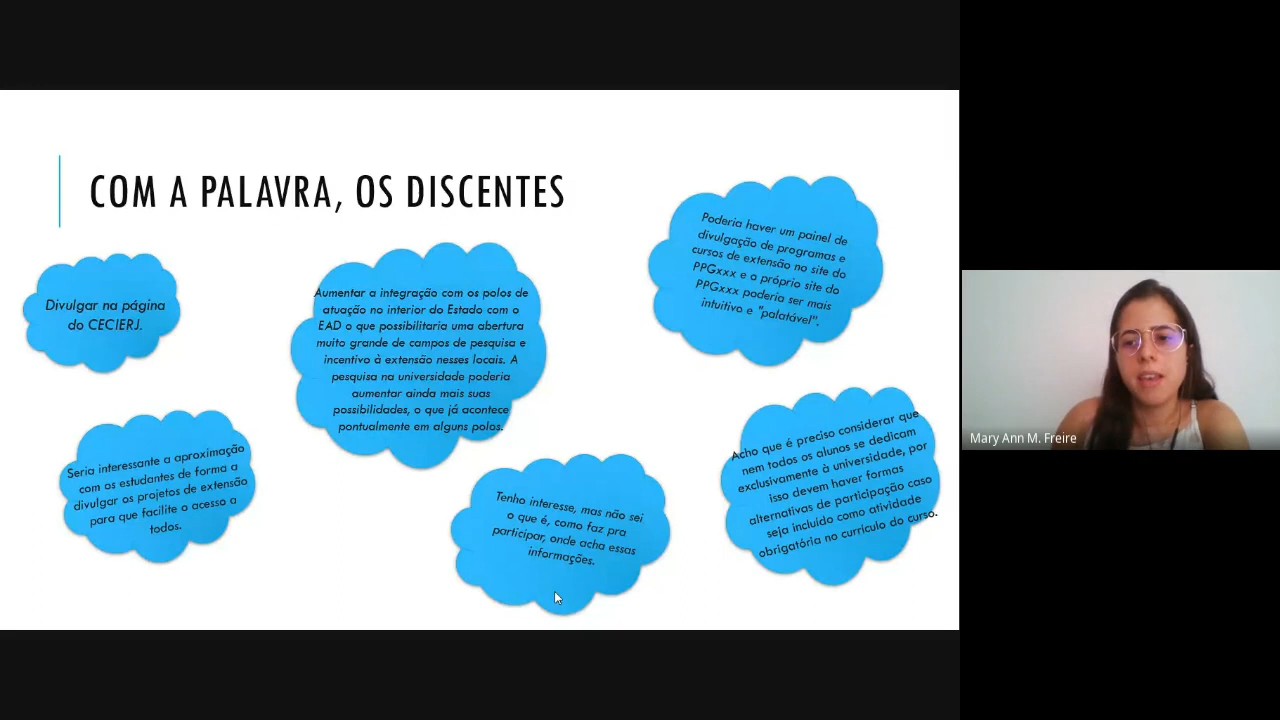 COM A PALAVRA, OS DISCENTES
Divulgar na página
do CECIERJ.
Aumentar a integração com os polos de
atuação no interior do Estado com o
EAD o que possibilitaria uma abertura
muito grande de campos de pesquisa e
incentivo à extensão nesses locais. A
pesquisa na universidade poderia
aumentar ainda mais suas
possibilidades, o que já acontece
pontualmente em alguns polos.
Poderia haver um painel de
divulgação de programas e
cursos de extensão no site do
PPGxxx e a próprio site do
PPGxxx poderia ser mais
intuitivo e "palatável".
Seria interessante a aproximação
com os estudantes de forma a
divulgar os projetos de extensão
para que facilite o acesso a
todos.
Tenho interesse, mas não sei
o que é, como faz pra
participar, onde acha essas
informações.
Acho que é preciso considerar que
nem todos os alunos se dedicam
exclusivamente à universidade, por
isso devem haver formas
alternativas de participação caso
seja incluído como atividade
obrigatória no currículo do curso.
Mary Ann M. Freire